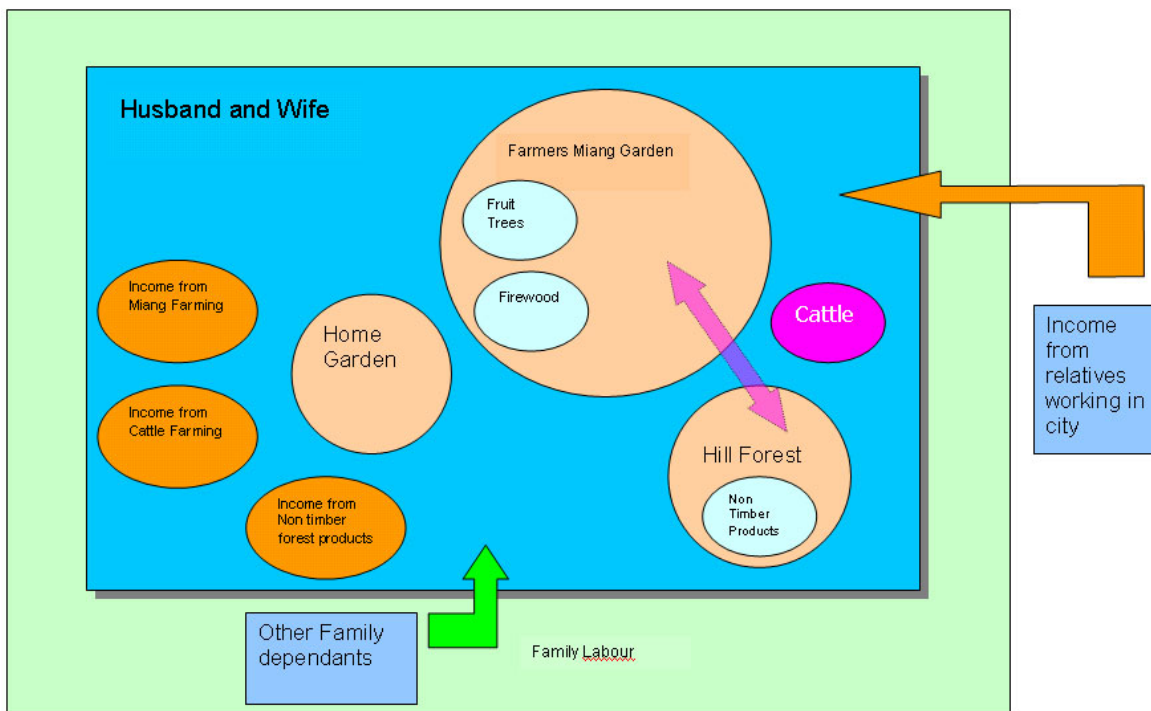 Husband and Wife
Farmers Miang Garden
Fruit
Trees
Firewood
Income from
Miang Farming
Home
Garden
Cattle
Income
from
relatives
working in
city
Income from
Cattle Farming
Hill Forest
Non
Timber
Products
Income from
Non timber
forest products
Other Family
dependants
Family Labour